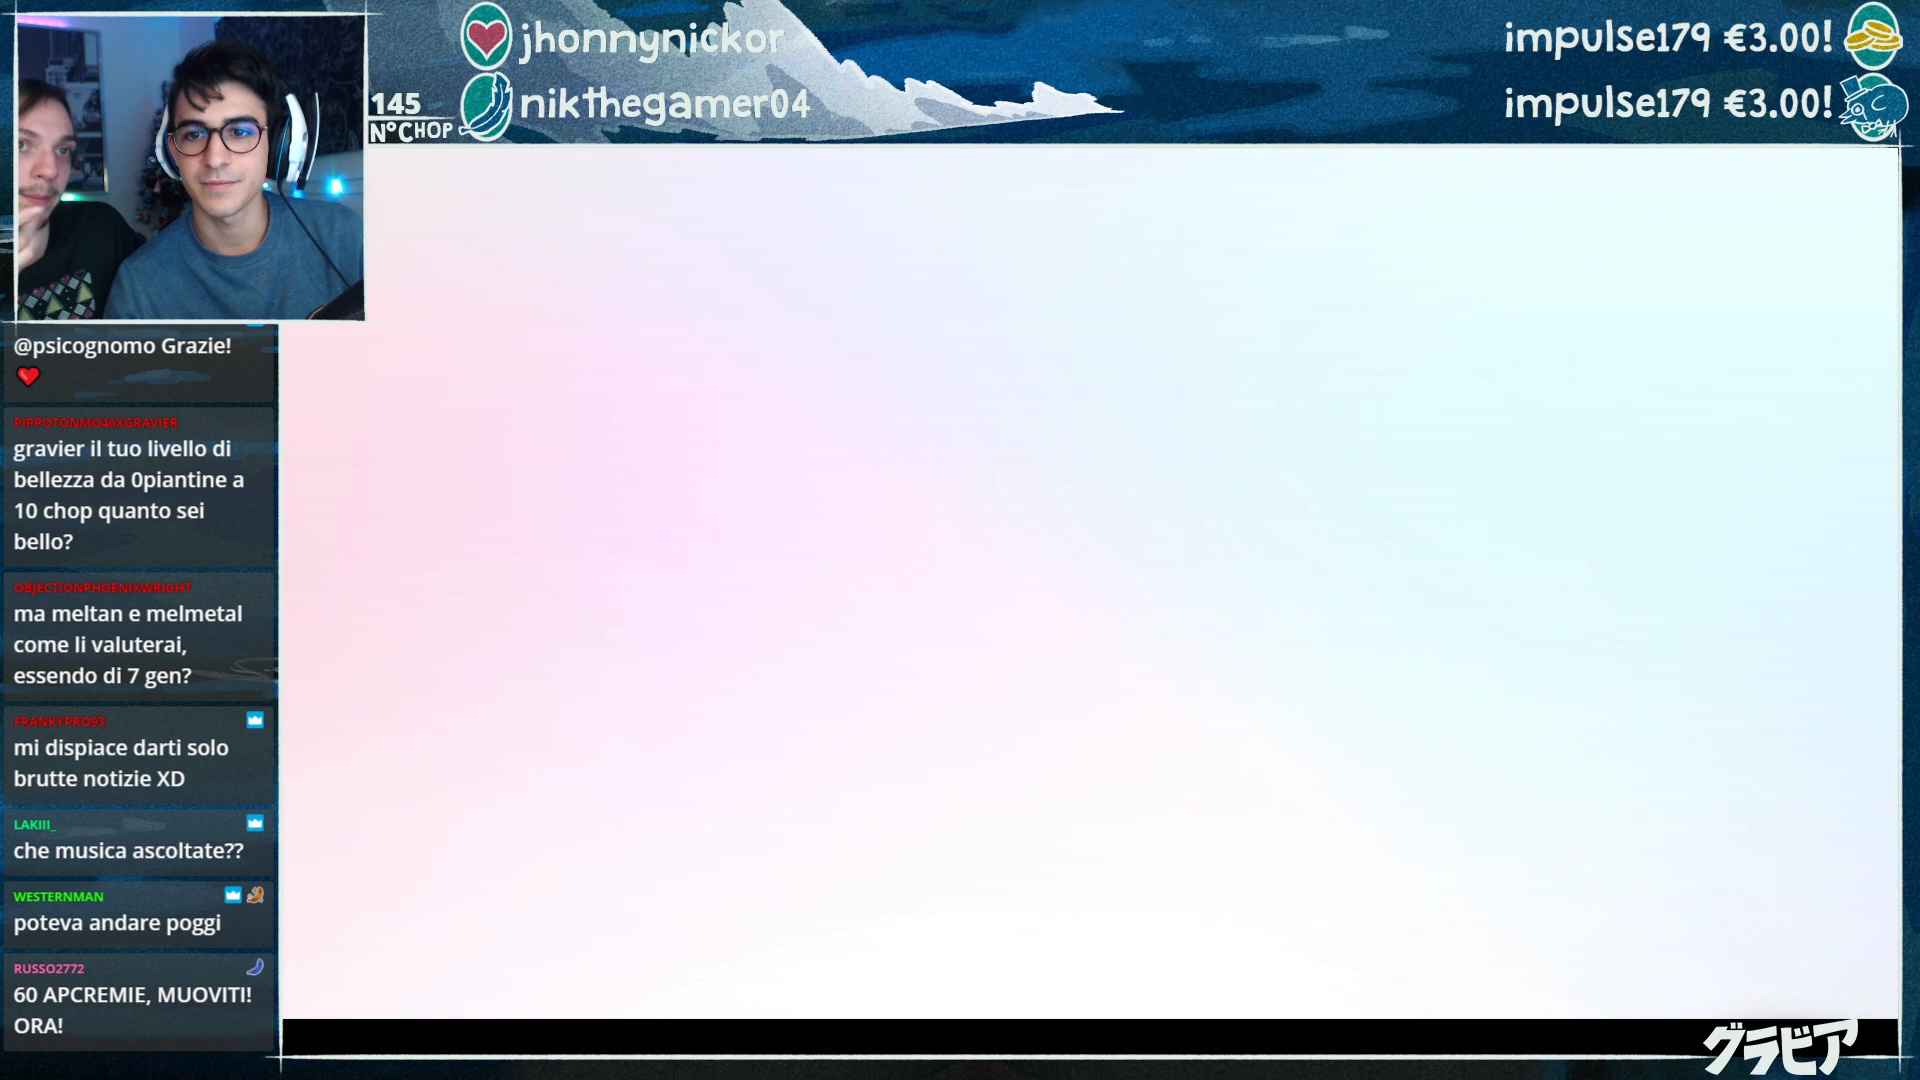 jhonnynickor
impulse179 €3.00!
145
N°CHOP
nikthegamer04
impulse179 €3.00!
@psicognomo Grazie!
PIPPOTONMO46XGRAVIER
gravier il tuo livello di
bellezza da 0piantine a
10 chop quanto sei
bello?
OBJECTIONPHOENIXWRIGHT
ma meltan e melmetal
come li valuterai,
essendo di 7 gen?
FRANKYPRO93
mi dispiace darti solo
brutte notizie XD
LAKIII_
che musica ascoltate??
WESTERNMAN
poteva andare poggi
RUSSO2772
60 APCREMIE, MUOVITI!
ORA!
グラビア